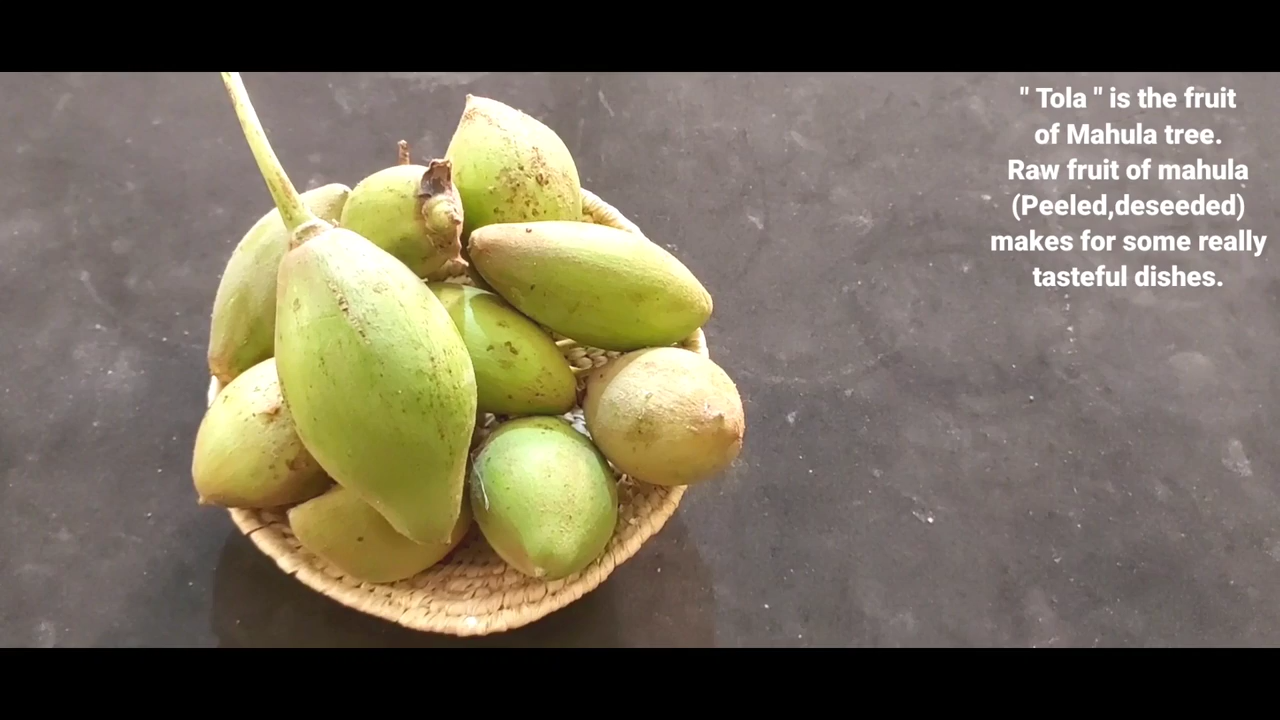 " Tola " is the fruit
of Mahula tree.
Raw fruit of mahula
(Peeled,deseeded)
makes for some really
tasteful dishes.